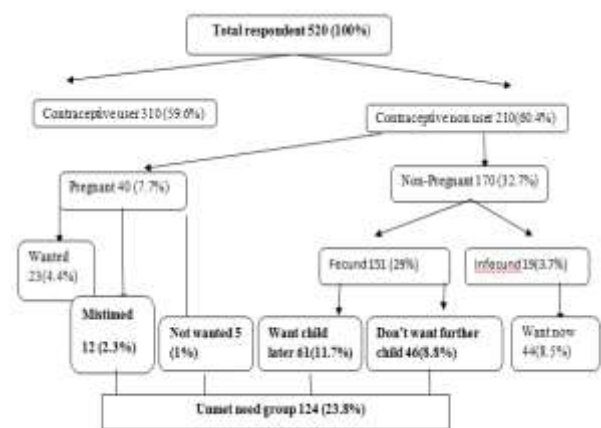 Total respondent 520 (100%)
Contraceptive user 310 (59.6%)
Contraceptive non user 210(60.4%)
Pregnant 40 (7.7%)
Non-Pregnant 170 (32.7%)
Wanted
23(4.4%)
Fecund 151 (29%)
Infecund 19(3.7%)
Mistimed
12 (2.3%)
Not wanted 5
(1%)
Want child
later 61(11.7%)
Don't want further
child 46(8.8%)
Want now
44(8.5%)
Unmet need group 124 (23.8%)